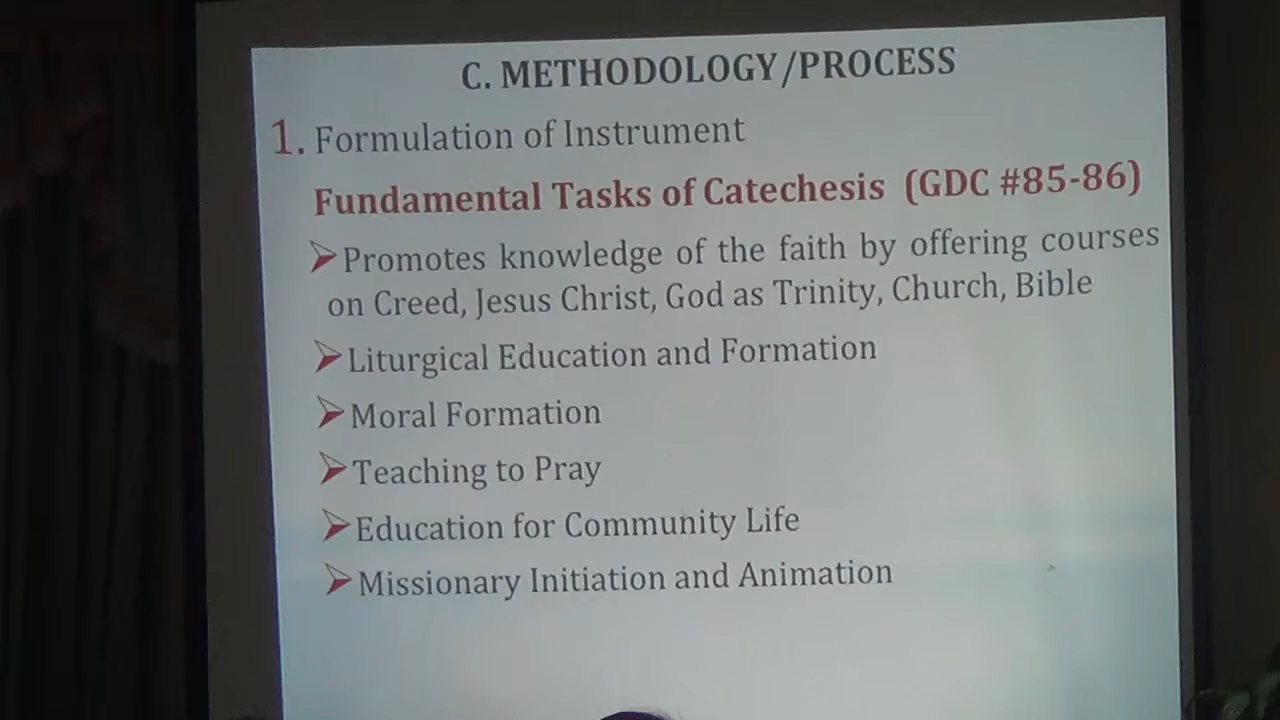 C. METHODOLOGY/PROCESS
1. Formulation of Instrument
Fundamental Tasks of Catechesis (GDC #85-86)
➢Promotes knowledge of the faith by offering courses
on Creed, Jesus Christ, God as Trinity, Church, Bible
➢Liturgical Education and Formation
➢Moral Formation
➢Teaching to Pray
➢Education for Community Life
➢Missionary Initiation and Animation